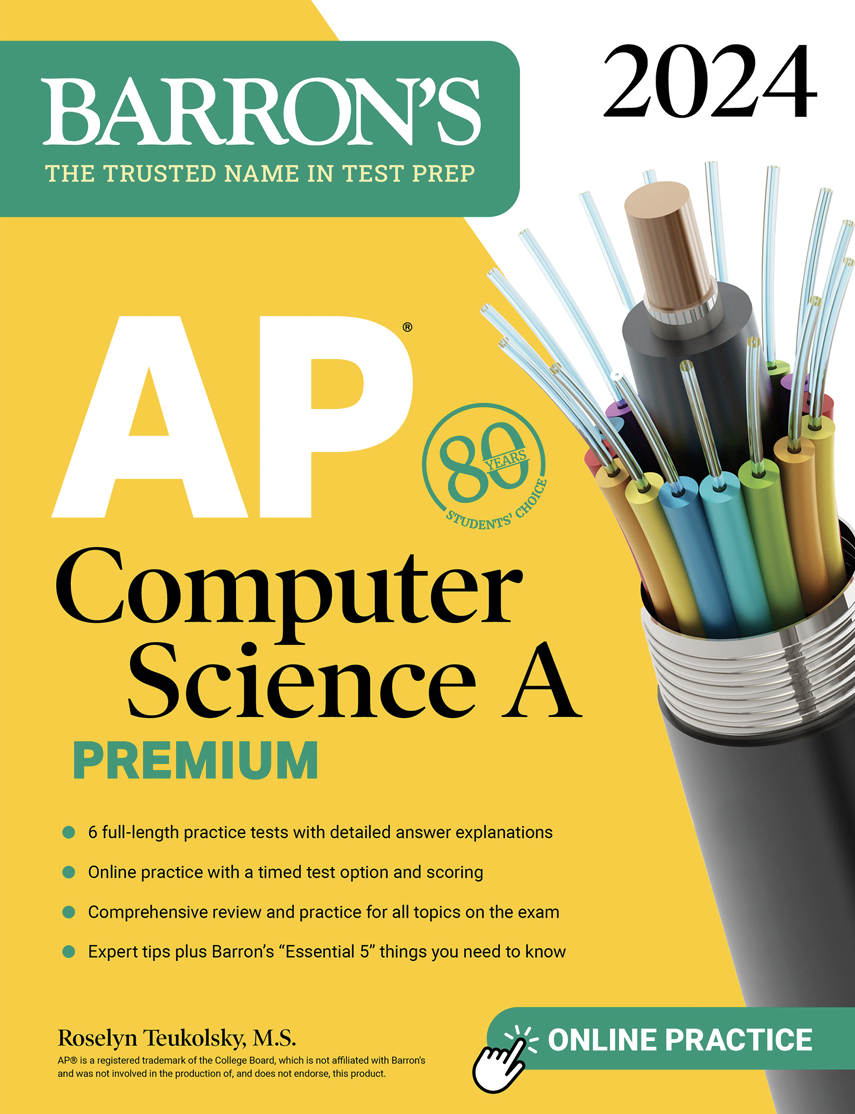 BARRON'S
THE TRUSTED NAME IN TEST PREP
2024
AP®
80
YEARS
STUDENTS' CHOICE
Computer
Science A
PREMIUM
6 full-length practice tests with detailed answer explanations
Online practice with a timed test option and scoring
Comprehensive review and practice for all topics on the exam
Expert tips plus Barron's “Essential 5” things you need to know
Roselyn Teukolsky, M.S.
AP® is a registered trademark of the College Board, which is not affiliated with Barron's
and was not involved in the production of, and does not endorse, this product.
ONLINE PRACTICE